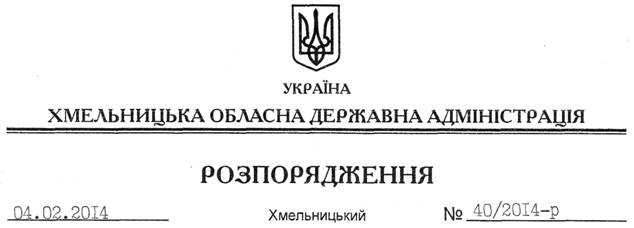 УКРАЇНА
ХМЕЛЬНИЦЬКА ОБЛАСНА ДЕРЖАВНА АДМІНІСТРАЦІЯ
РОЗПОРЯДЖЕННЯ
04.02.2014 Хмельницький № 40/2014-р